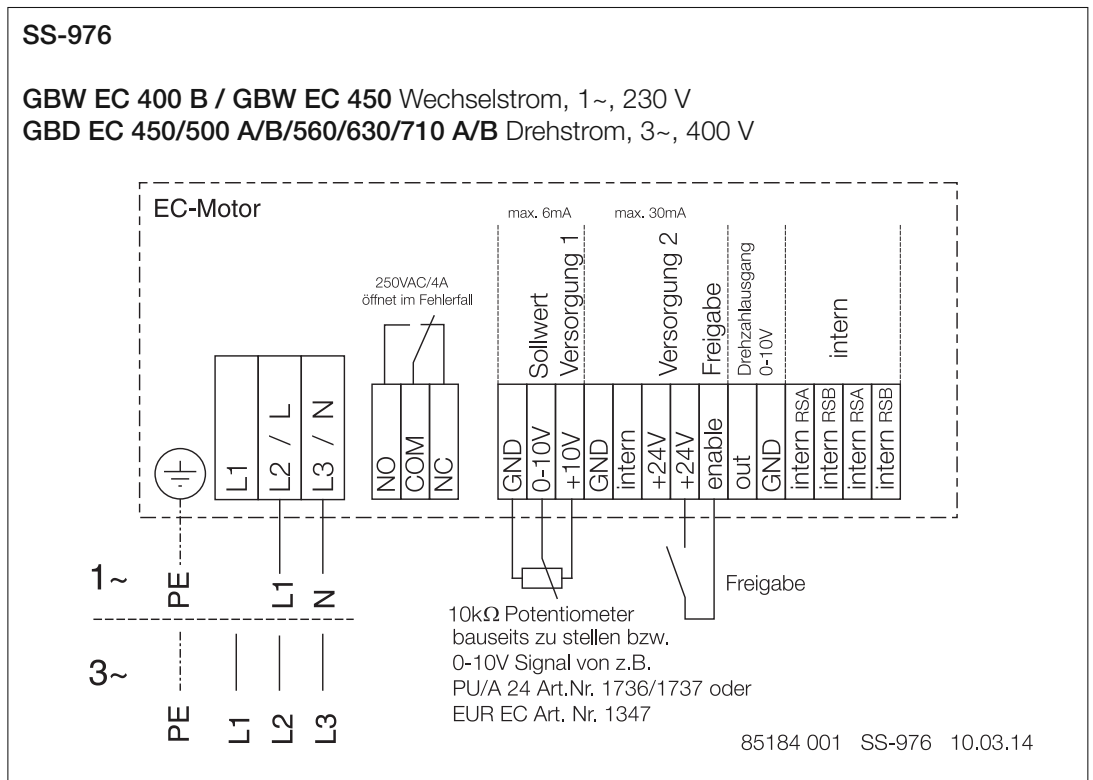 SS-976
GBW EC 400 B / GBW EC 450 Wechselstrom, 1~, 230 V
GBD EC 450/500 A/B/560/630/710 A/B Drehstrom, 3~, 400 V
EC-Motor
max. 6mA
max. 30mA
250VAC/4A
öffnet im Fehlerfall
Sollwert
Versorgung 1
Versorgung 2
Freigabe
Drehzahlausgang
0-10V
intern
L1
L2 / L
L3 / N
NO
COM
NC
GND
0-10V
+10V
GND
intern
+24V
+24V
enable
out
GND
intern RSA
intern RSB
intern RSA
intern RSB
1~
PE
L1
N
Freigabe
10kΩ Potentiometer
bauseits zu stellen bzw.
0-10V Signal von z.B.
PU/A 24 Art.Nr. 1736/1737 oder
EUR EC Art. Nr. 1347
3~
PE
L1
L2
L3
85184 001 SS-976 10.03.14